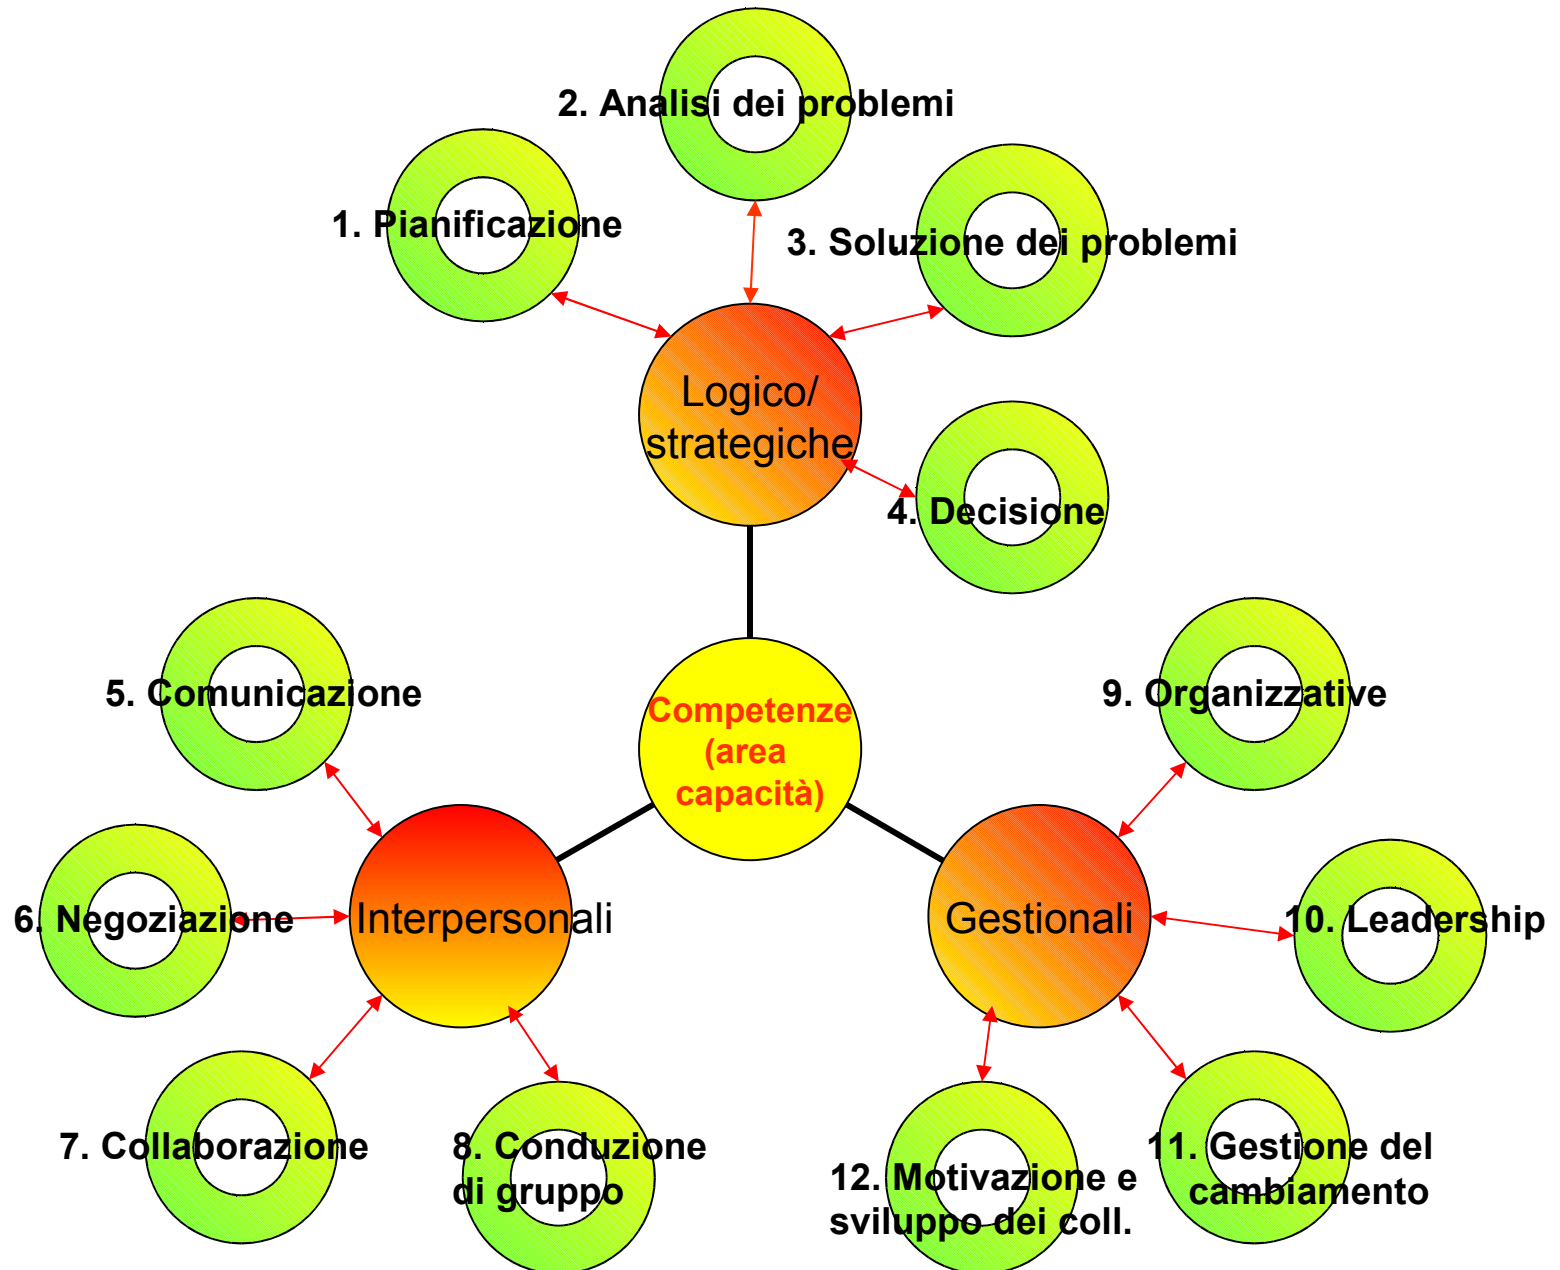 2. Analisi dei problemi
1. Pianificazione
3. Soluzione dei problemi
Logico/
strategiche
4. Decisione
5. Comunicazione
Competenze
(area
capacità)
9. Organizzative
6. Negoziazione
Interpersonali
Gestionali
10. Leadership
7. Collaborazione
8. Conduzione
di gruppo
12. Motivazione e
sviluppo dei coll.
11. Gestione del
cambiamento